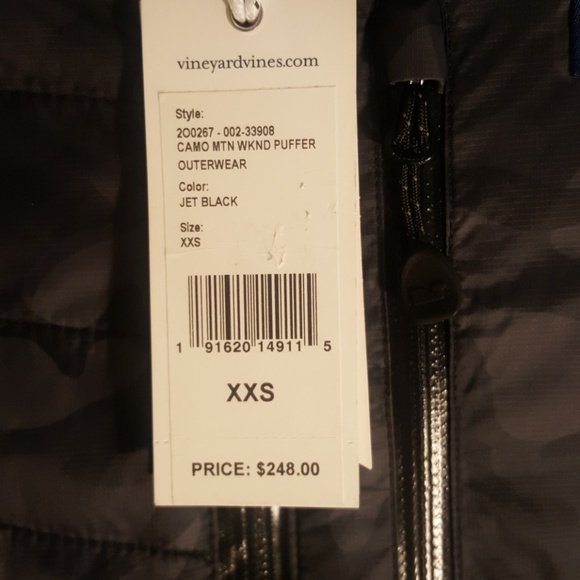 vineyardvines.com
Style:
2O0267 - 002-33908
CAMO MTN WKND PUFFER
OUTERWEAR
Color:
JET BLACK
Size:
XXS
1 91620 14911 5
XXS
PRICE: $248.00